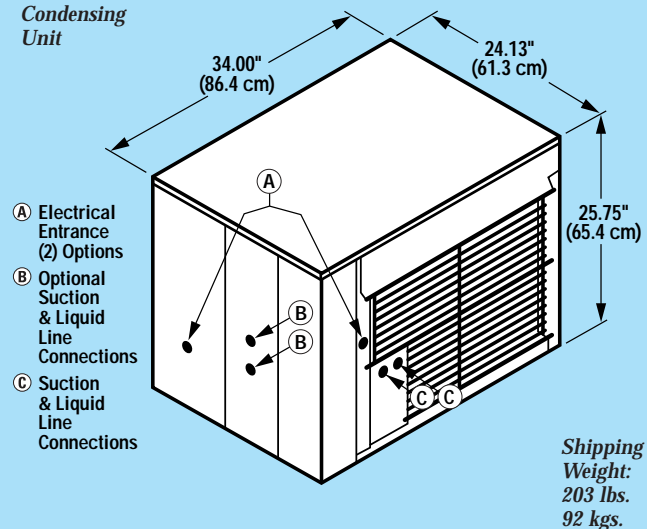 Condensing
Unit
34.00"
(86.4 cm)
24.13"
(61.3 cm)
25.75"
(65.4 cm)
A
B
B
C
C
A Electrical
Entrance
(2) Options
B Optional
Suction
& Liquid
Line
Connections
C Suction
& Liquid
Line
Connections
Shipping
Weight:
203 lbs.
92 kgs.